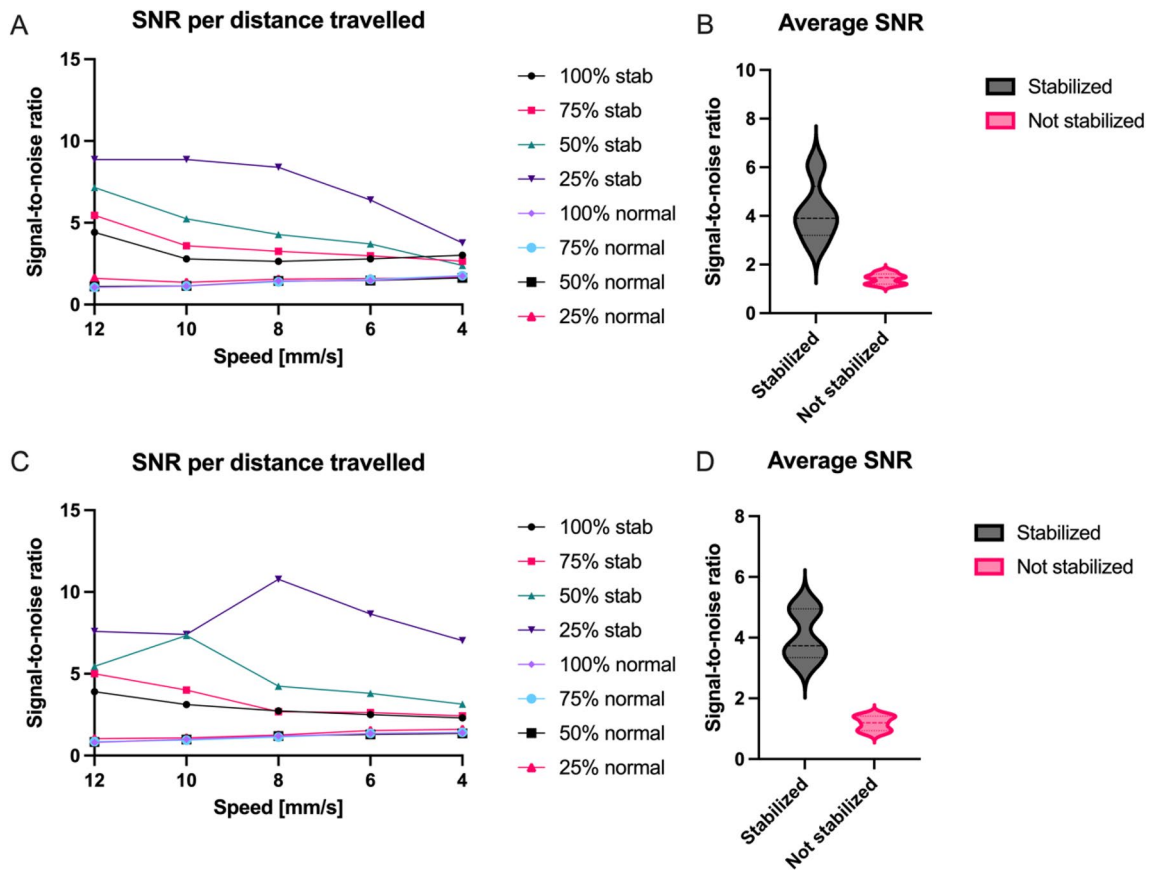 A
SNR per distance travelled
Signal-to-noise ratio
15
10
5
0
12
10
8
6
4
Speed [mm/s]
100% stab
75% stab
50% stab
25% stab
100% normal
75% normal
50% normal
25% normal
B
Average SNR
Signal-to-noise ratio
10
8
6
4
2
0
Stabilized
Not stabilized
Stabilized
Not stabilized
C
SNR per distance travelled
Signal-to-noise ratio
15
10
5
0
12
10
8
6
4
Speed [mm/s]
100% stab
75% stab
50% stab
25% stab
100% normal
75% normal
50% normal
25% normal
D
Average SNR
Signal-to-noise ratio
8
6
4
2
0
Stabilized
Not stabilized
Stabilized
Not stabilized